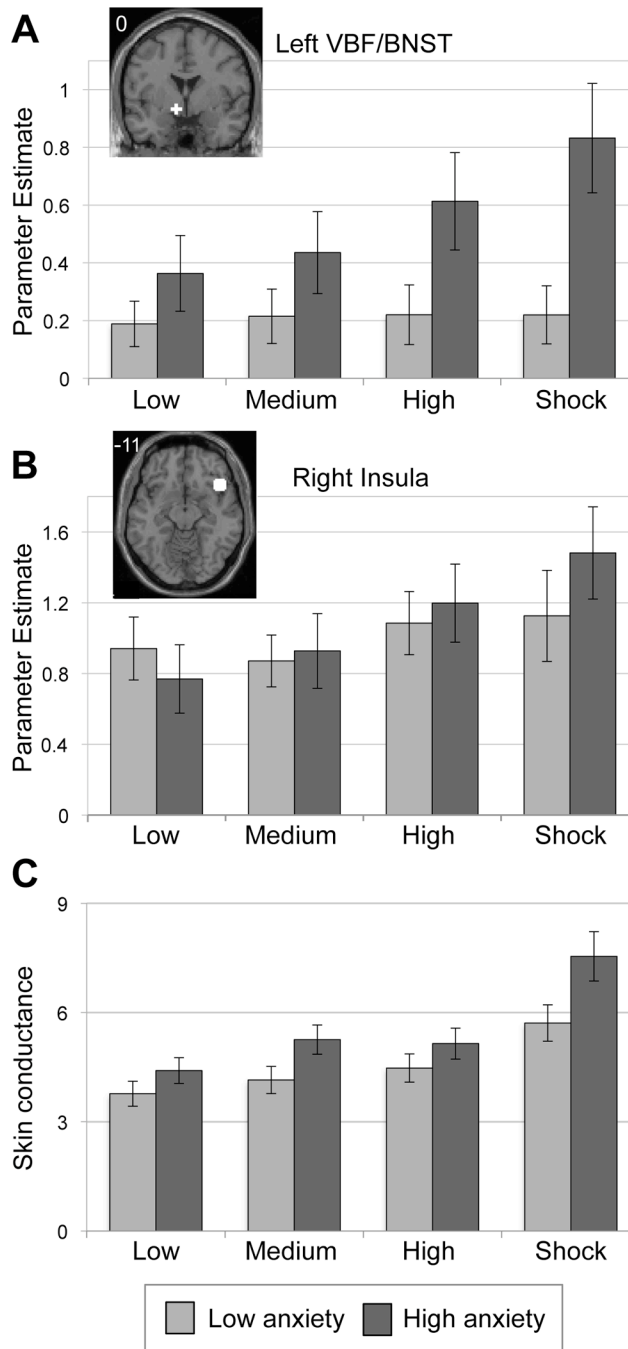 A
0
Left VBF/BNST
Parameter Estimate
1
0.8
0.6
0.4
0.2
0
Low Medium High Shock
B
-11
Right Insula
Parameter Estimate
1.6
1.2
0.8
0.4
0
Low Medium High Shock
C
Skin conductance
9
6
3
0
Low Medium High Shock
Low anxiety High anxiety